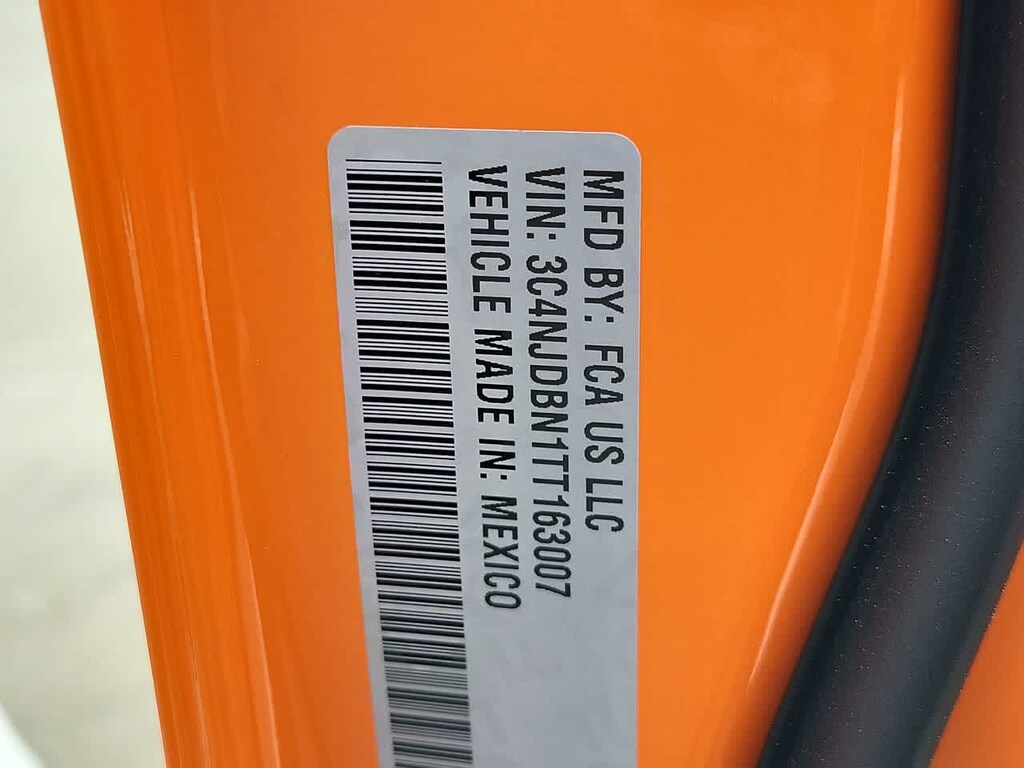 MFD BY: FCA US LLC
VIN: 3C4NJDBN1TT163007
VEHICLE MADE IN: MEXICO